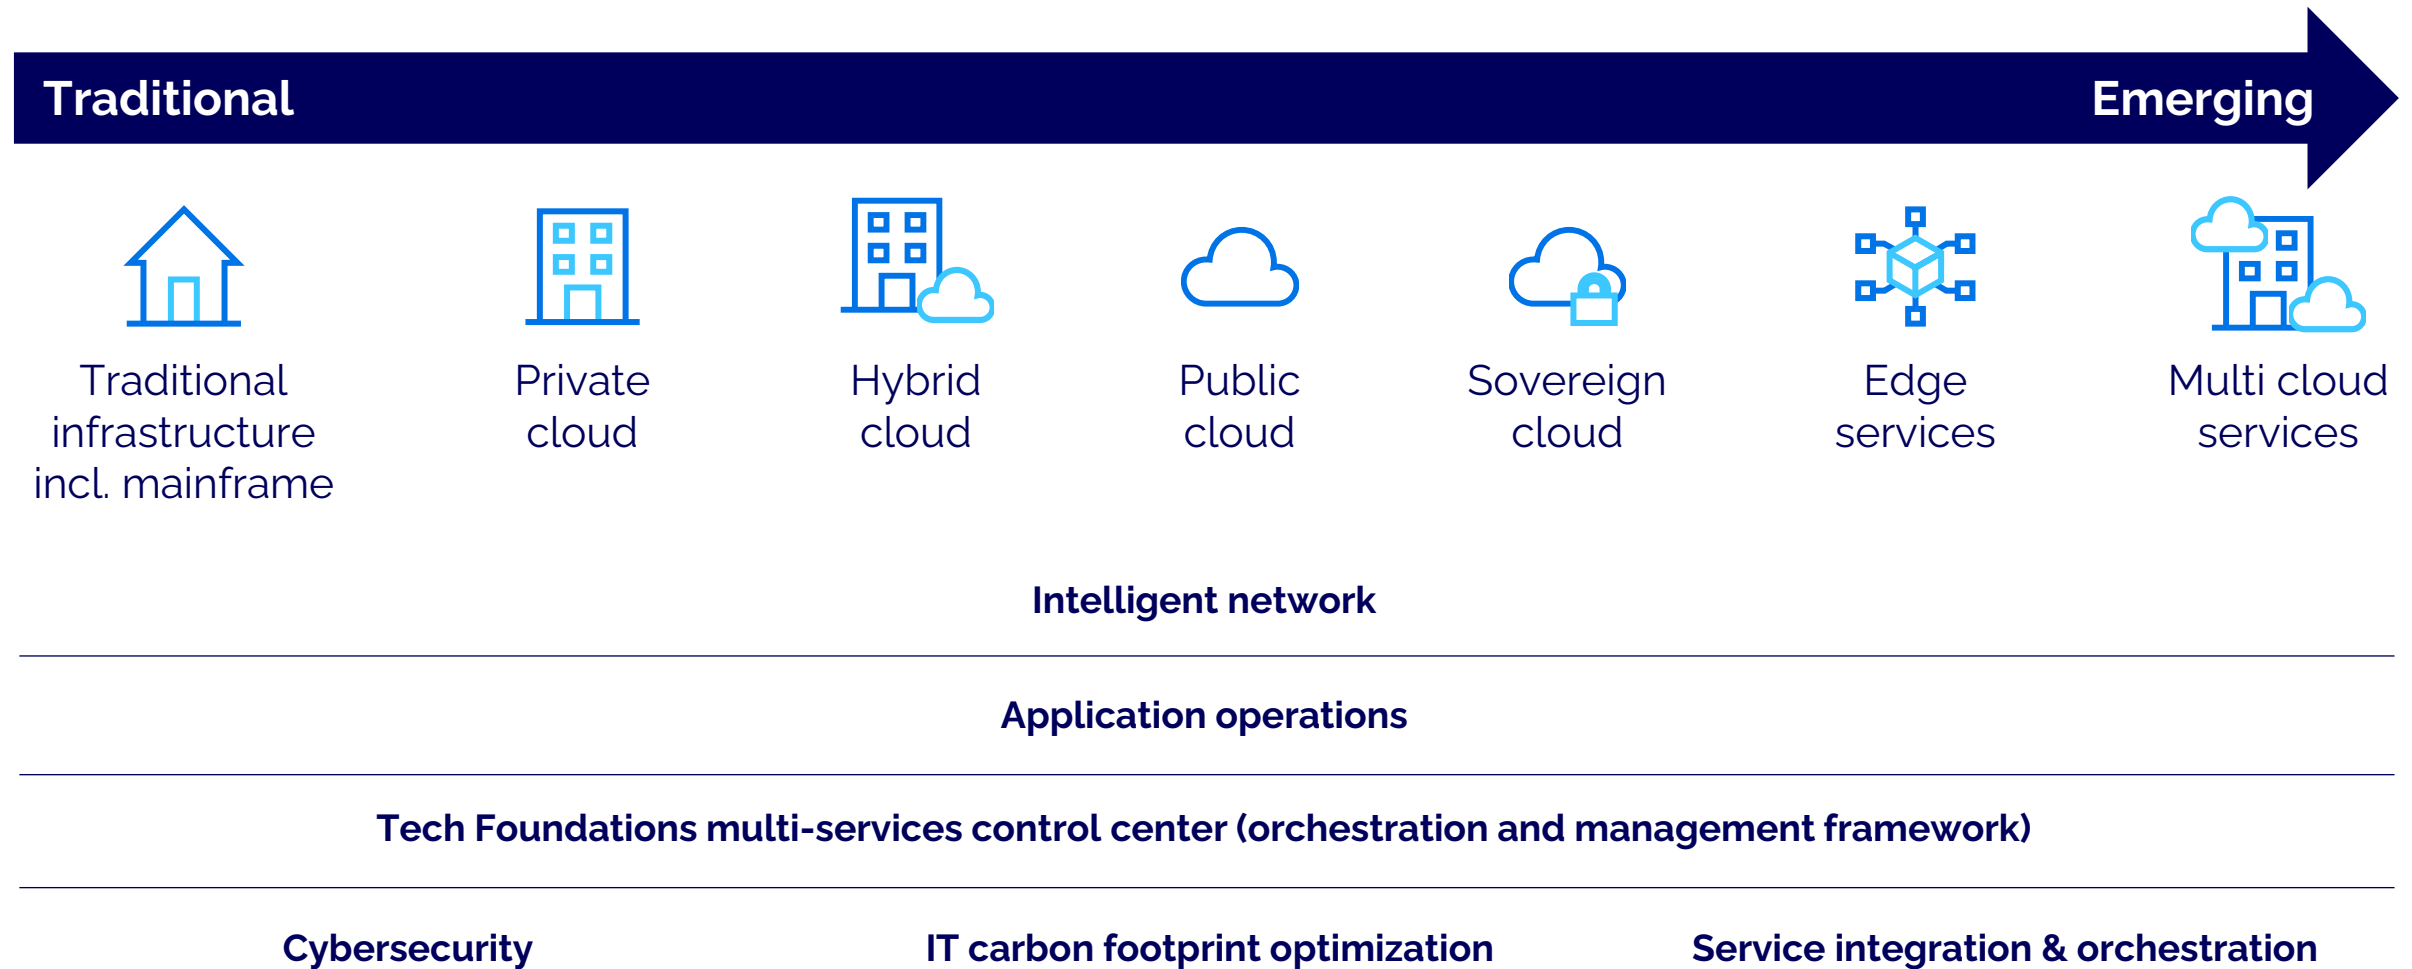 Traditional
Emerging
Traditional
infrastructure
incl. mainframe
Private
cloud
Hybrid
cloud
Public
cloud
Sovereign
cloud
Edge
services
Multi cloud
services
Intelligent network
Application operations
Tech Foundations multi-services control center (orchestration and management framework)
Cybersecurity
IT carbon footprint optimization
Service integration & orchestration